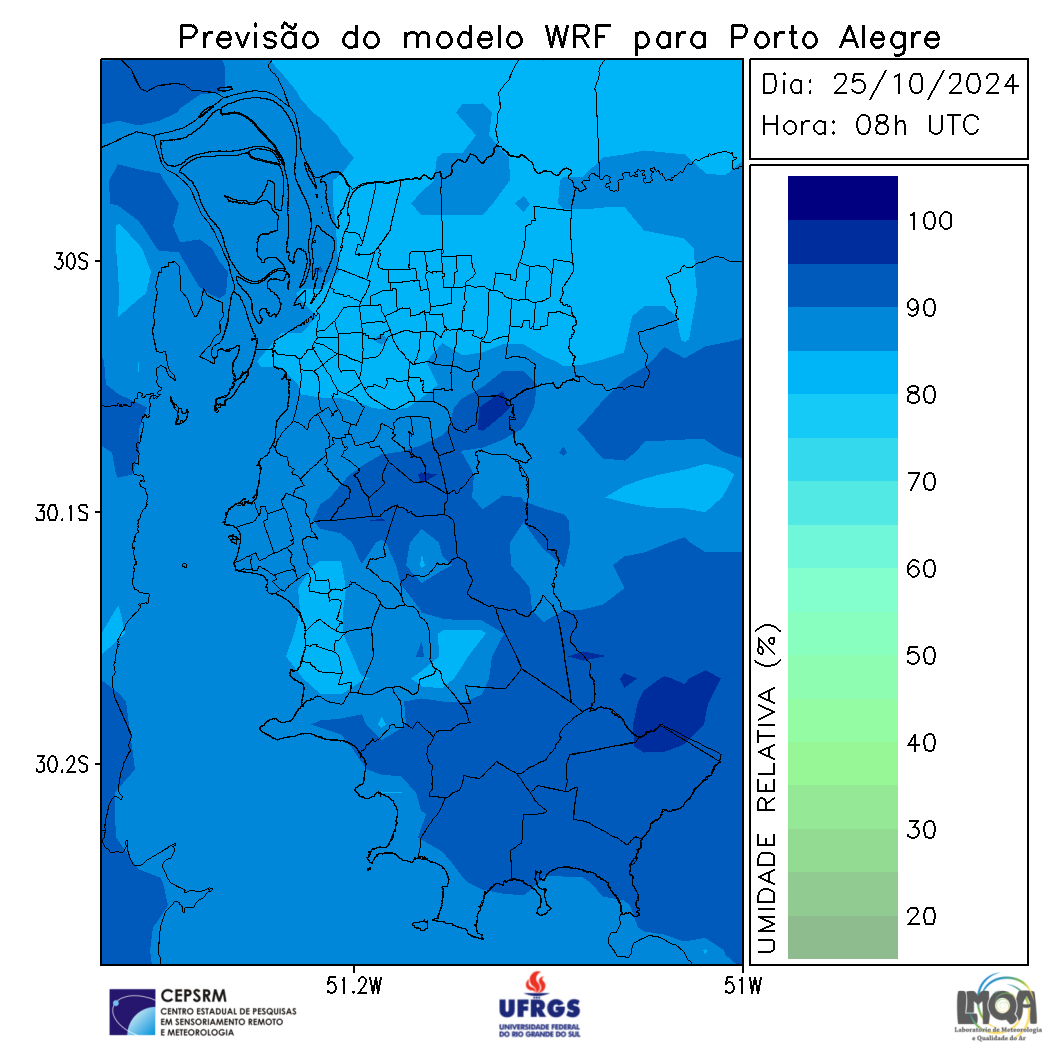 Previsão do modelo WRF para Porto Alegre
Dia: 25/10/2024
Hora: 08h UTC
30S
30.1S
30.2S
51.2W
51W
100
90
80
70
60
50
40
30
20
UMIDADE RELATIVA (%)
CEPSRM
CENTRO ESTADUAL DE PESQUISAS
EM SENSORIAMENTO REMOTO
E METEOROLOGIA
UFRGS
UNIVERSIDADE FEDERAL
DO RIO GRANDE DO SUL
LMQA
Laboratório de Meteorologia
e Qualidade do Ar